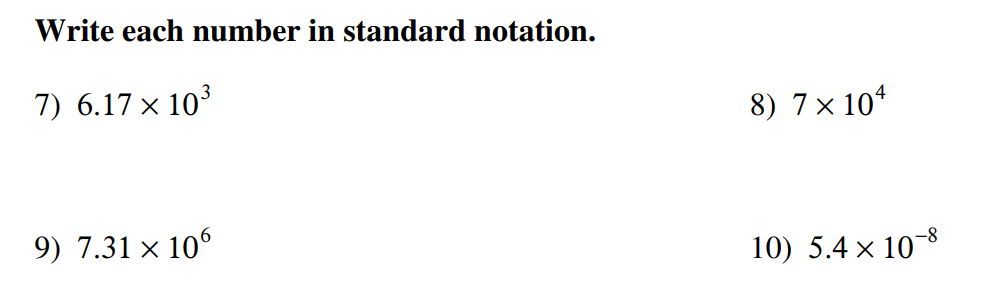 Write each number in standard notation.
7) 6.17 × 10³
8) 7 × 10⁴
9) 7.31 × 10⁶
10) 5.4 × 10⁻⁸